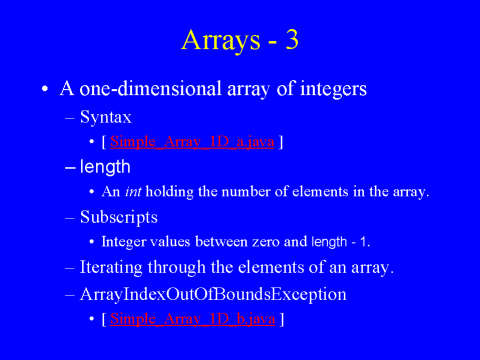 Arrays - 3
• A one-dimensional array of integers
– Syntax
• [ Simple_Array_1D_a.java ]
– length
• An int holding the number of elements in the array.
– Subscripts
• Integer values between zero and length - 1.
– Iterating through the elements of an array.
– ArrayIndexOutOfBoundsException
• [ Simple_Array_1D_b.java ]